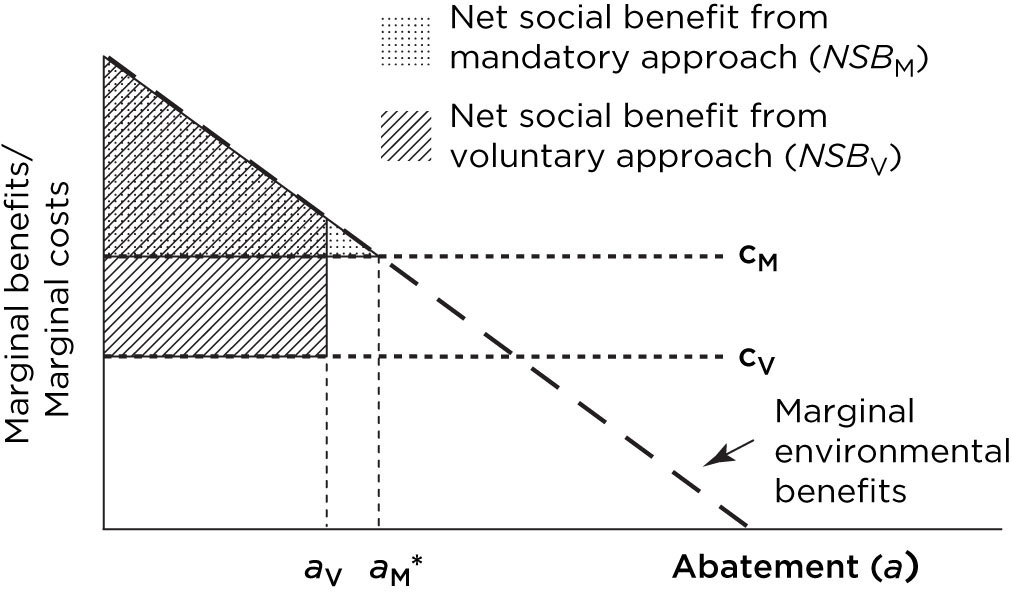 Net social benefit from
mandatory approach (NSBM)
Net social benefit from
voluntary approach (NSBV)
Marginal benefits/
Marginal costs
cM
cV
Marginal
environmental
benefits
aV
aM*
Abatement (a)